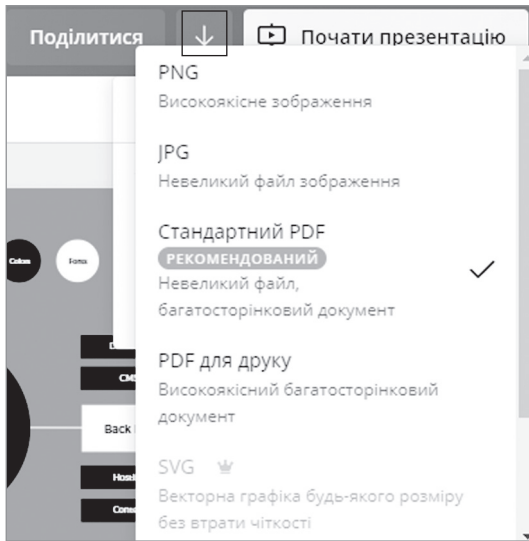 Поділитися
Почати презентацію
PNG
Високоякісне зображення
JPG
Невеликий файл зображення
Стандартний PDF
РЕКОМЕНДОВАНИЙ
Невеликий файл,
багатосторінковий документ
PDF для друку
Високоякісний багатосторінковий
документ
SVG
Векторна графіка будь-якого розміру
без втрати чіткості
Colors
Fonts
Back